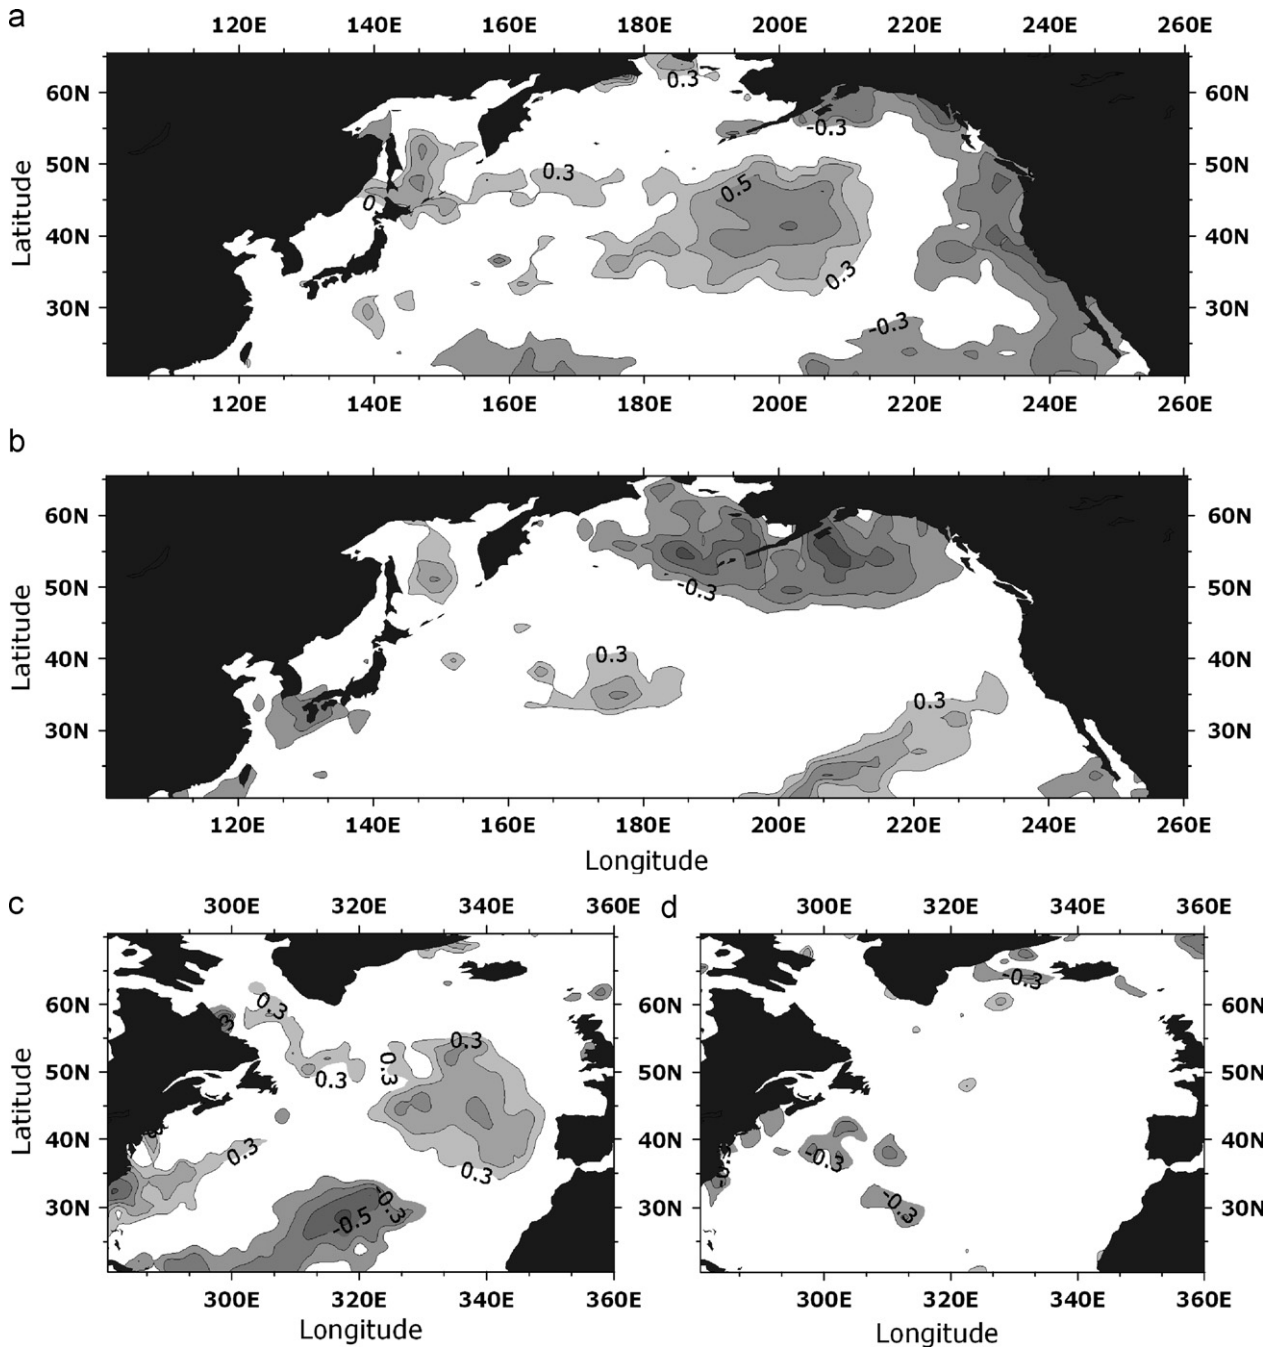 a
120E 140E 160E 180E 200E 220E 240E 260E
60N 0.3 -0.3 60N
50N 0.3 0.5 50N
0
40N 40N
0.3
30N -0.3 30N
Latitude
120E 140E 160E 180E 200E 220E 240E 260E
b
60N 60N
50N -0.3 50N
40N 0.3 40N
0.3
30N 30N
Latitude
120E 140E 160E 180E 200E 220E 240E 260E
Longitude
c
300E 320E 340E 360E
60N 0.3
0.3
50N 0.3 0.3
40N 0.3
0.3
30N -0.3
-0.5
Latitude
300E 320E 340E 360E
Longitude
d
300E 320E 340E 360E
-0.3
60N
50N
40N
-0.3
30N
-0.3
300E 320E 340E 360E
Longitude